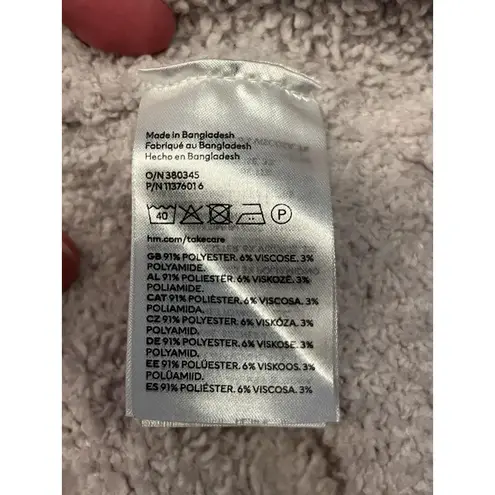 Made in Bangladesh
Fabriqué au Bangladesh
Hecho en Bangladesh
O/N 380345
P/N 1137601 6
40 P
hm.com/takecare
GB 91% POLYESTER. 6% VISCOSE. 3%
POLYAMIDE.
AL 91% POLIESTËR. 6% VISKOZË. 3%
POLIAMIDE.
CAT 91% POLIÈSTER. 6% VISCOSA. 3%
POLIAMIDA.
CZ 91% POLYESTER. 6% VISKÓZA. 3%
POLYAMID.
DE 91% POLYESTER. 6% VISKOSE. 3%
POLYAMID.
EE 91% POLÜESTER. 6% VISKOOS. 3%
POLÜAMIID.
ES 91% POLIÉSTER. 6% VISCOSA. 3%